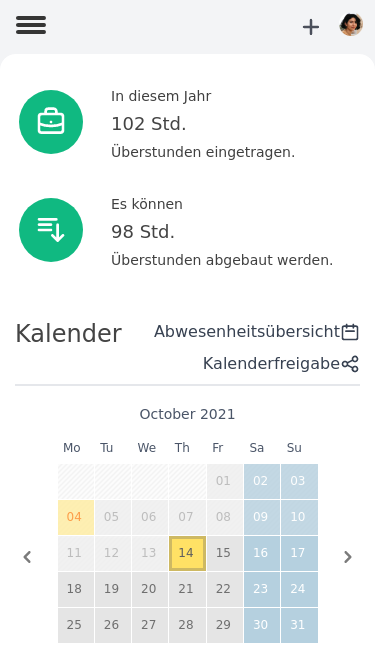 In diesem Jahr
102 Std.
Überstunden eingetragen.
Es können
98 Std.
Überstunden abgebaut werden.
Kalender
Abwesenheitsübersicht
Kalenderfreigabe
October 2021
Mo Tu We Th Fr Sa Su
01 02 03
04 05 06 07 08 09 10
11 12 13 14 15 16 17
18 19 20 21 22 23 24
25 26 27 28 29 30 31